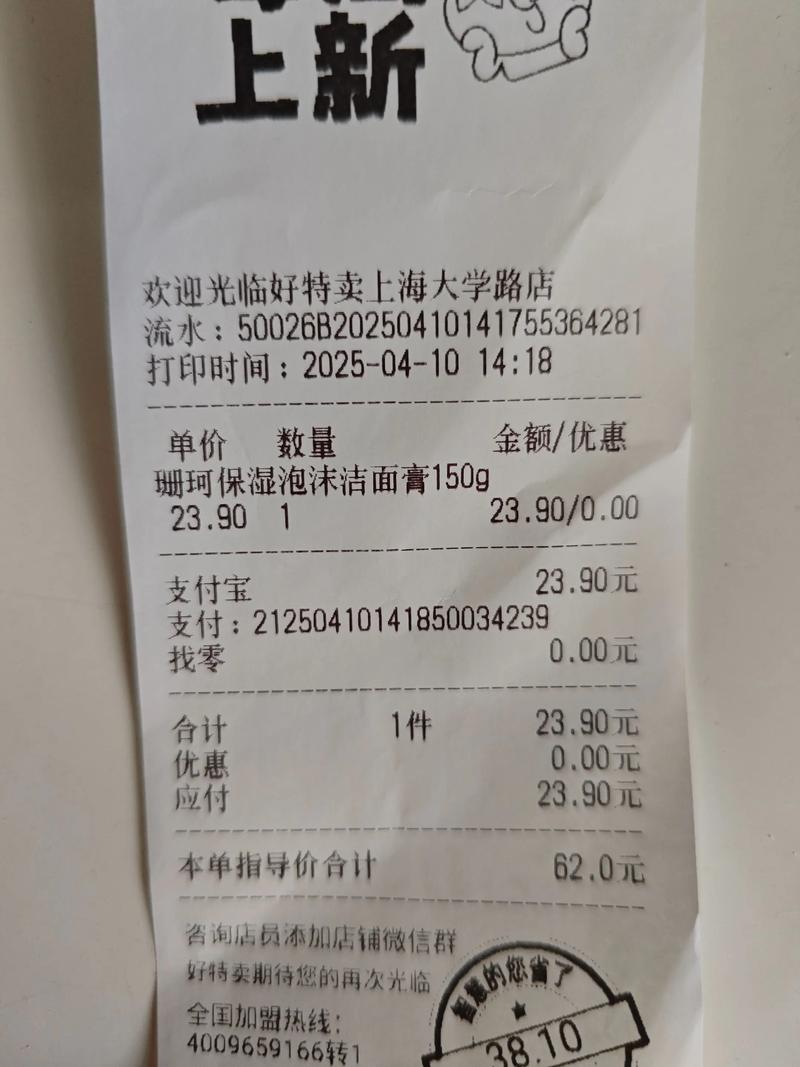 上新
欢迎光临好特卖上海大学路店
流水：50026B20250410141755364281
打印时间：2025-04-10 14:18
单价 数量 金额/优惠
珊珂保湿泡沫洁面膏150g
23.90 1 23.90/0.00
支付宝 23.90元
支付：21250410141850034239
找零 0.00元
合计 1件 23.90元
优惠 0.00元
应付 23.90元
本单指导价合计 62.0元
咨询店员添加店铺微信群
好特卖期待您的再次光临
全国加盟热线：
4009659166转1
智慧的您省了
38.10